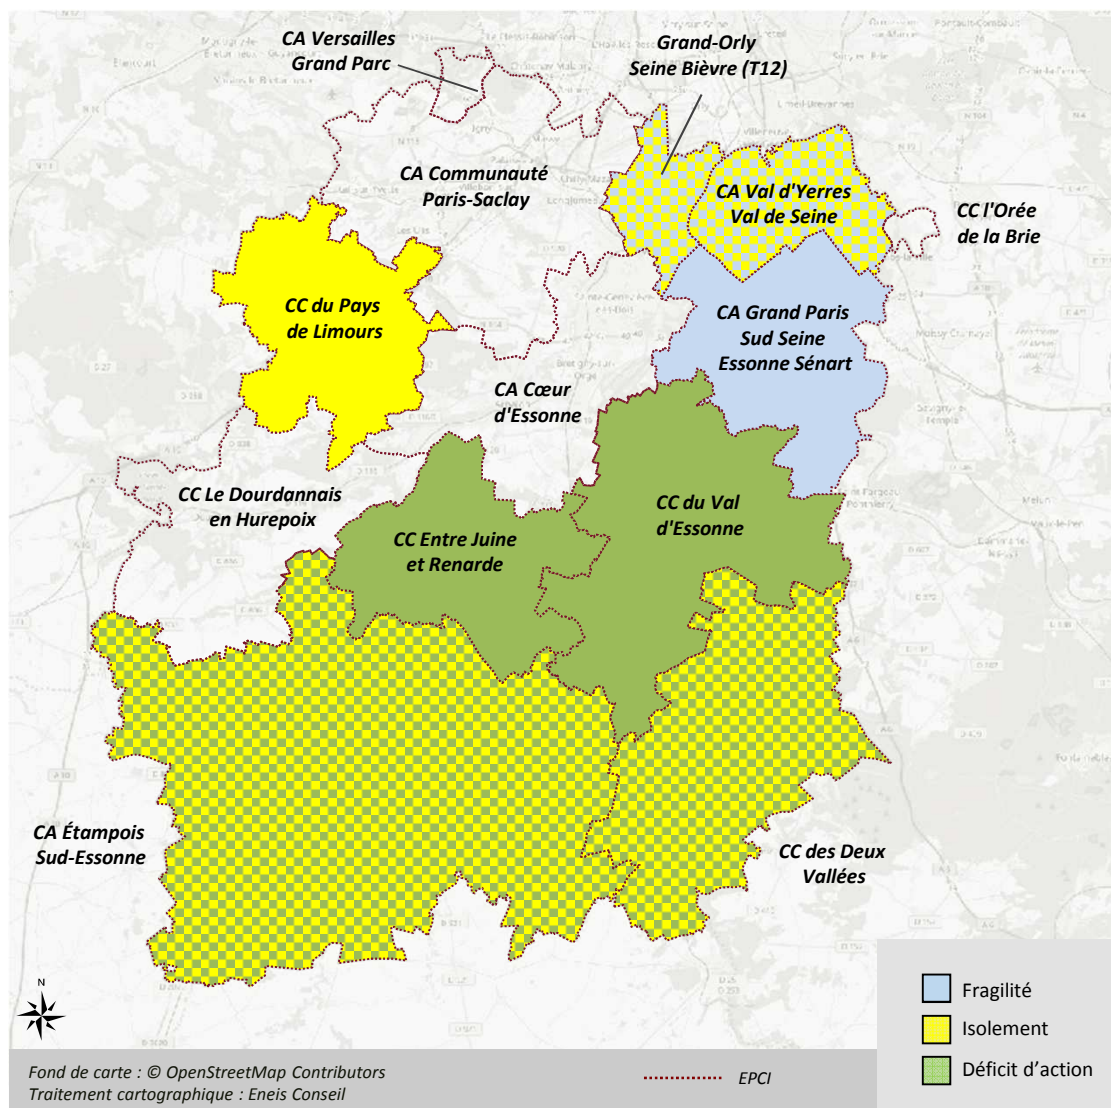 CA Versailles
Grand Parc
Grand-Orly
Seine Bièvre (T12)
CA Communauté
Paris-Saclay
CA Val d'Yerres
Val de Seine
CC l'Orée
de la Brie
CC du Pays
de Limours
CA Grand Paris
Sud Seine
Essonne Sénart
CA Cœur
d'Essonne
CC Le Dourdannais
en Hurepoix
CC Entre Juine
et Renarde
CC du Val
d'Essonne
CA Étampois
Sud-Essonne
CC des Deux
Vallées
N
Fragilité
Isolement
Déficit d'action
Fond de carte : © OpenStreetMap Contributors
Traitement cartographique : Eneis Conseil
EPCI